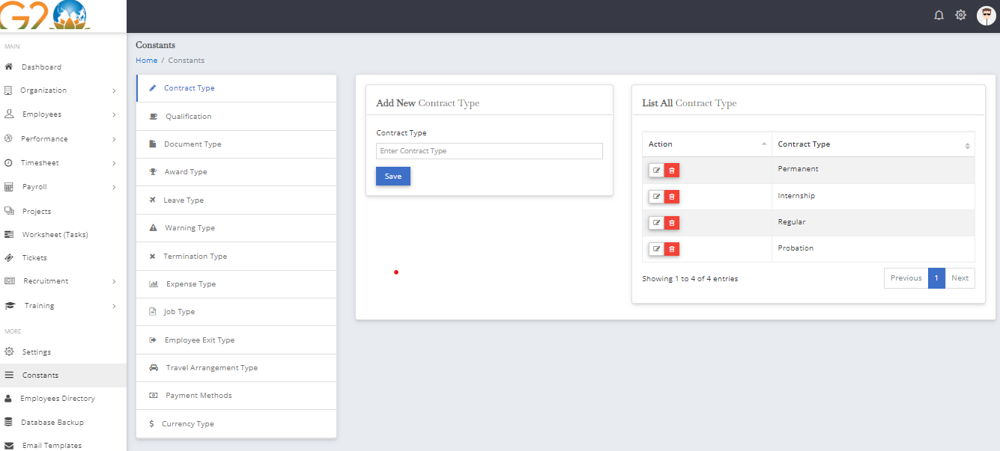 G20
MAIN
Dashboard
Organization
Employees
Performance
Timesheet
Payroll
Projects
Worksheet (Tasks)
Tickets
Recruitment
Training
MORE
Settings
Constants
Employees Directory
Database Backup
Email Templates
Constants
Home / Constants
Contract Type
Qualification
Document Type
Award Type
Leave Type
Warning Type
Termination Type
Expense Type
Job Type
Employee Exit Type
Travel Arrangement Type
Payment Methods
$ Currency Type
Add New Contract Type
Contract Type
Enter Contract Type
Save
List All Contract Type
Action Contract Type
Permanent
Internship
Regular
Probation
Showing 1 to 4 of 4 entries
Previous 1 Next